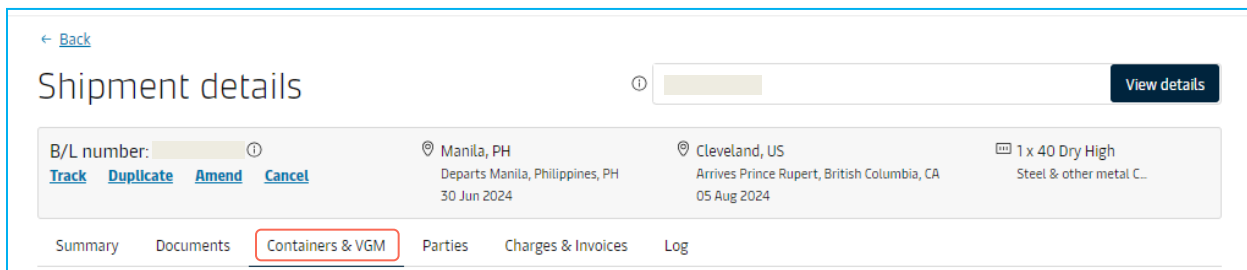 ← Back
Shipment details
View details
B/L number:
Track Duplicate Amend Cancel
Manila, PH
Departs Manila, Philippines, PH
30 Jun 2024
Cleveland, US
Arrives Prince Rupert, British Columbia, CA
05 Aug 2024
1 x 40 Dry High
Steel & other metal C...
Summary Documents Containers & VGM Parties Charges & Invoices Log